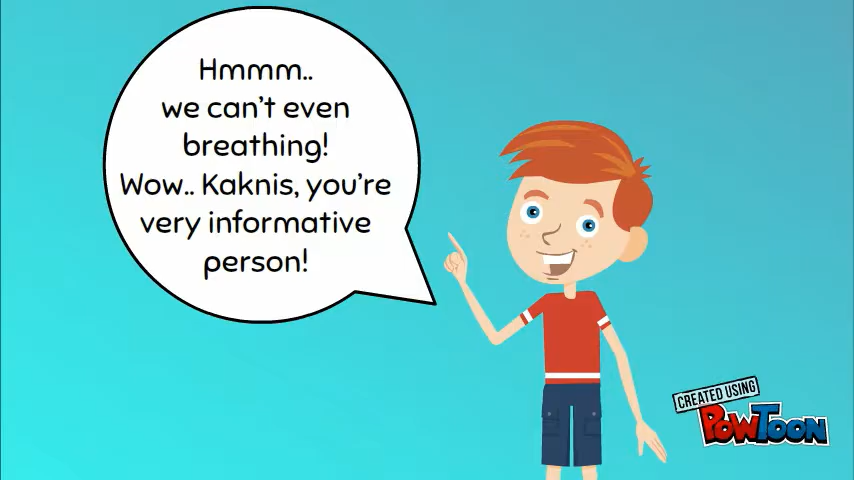 Hmmm..
we can't even
breathing!
Wow.. Kaknis, you're
very informative
person!
CREATED USING
POWTOON